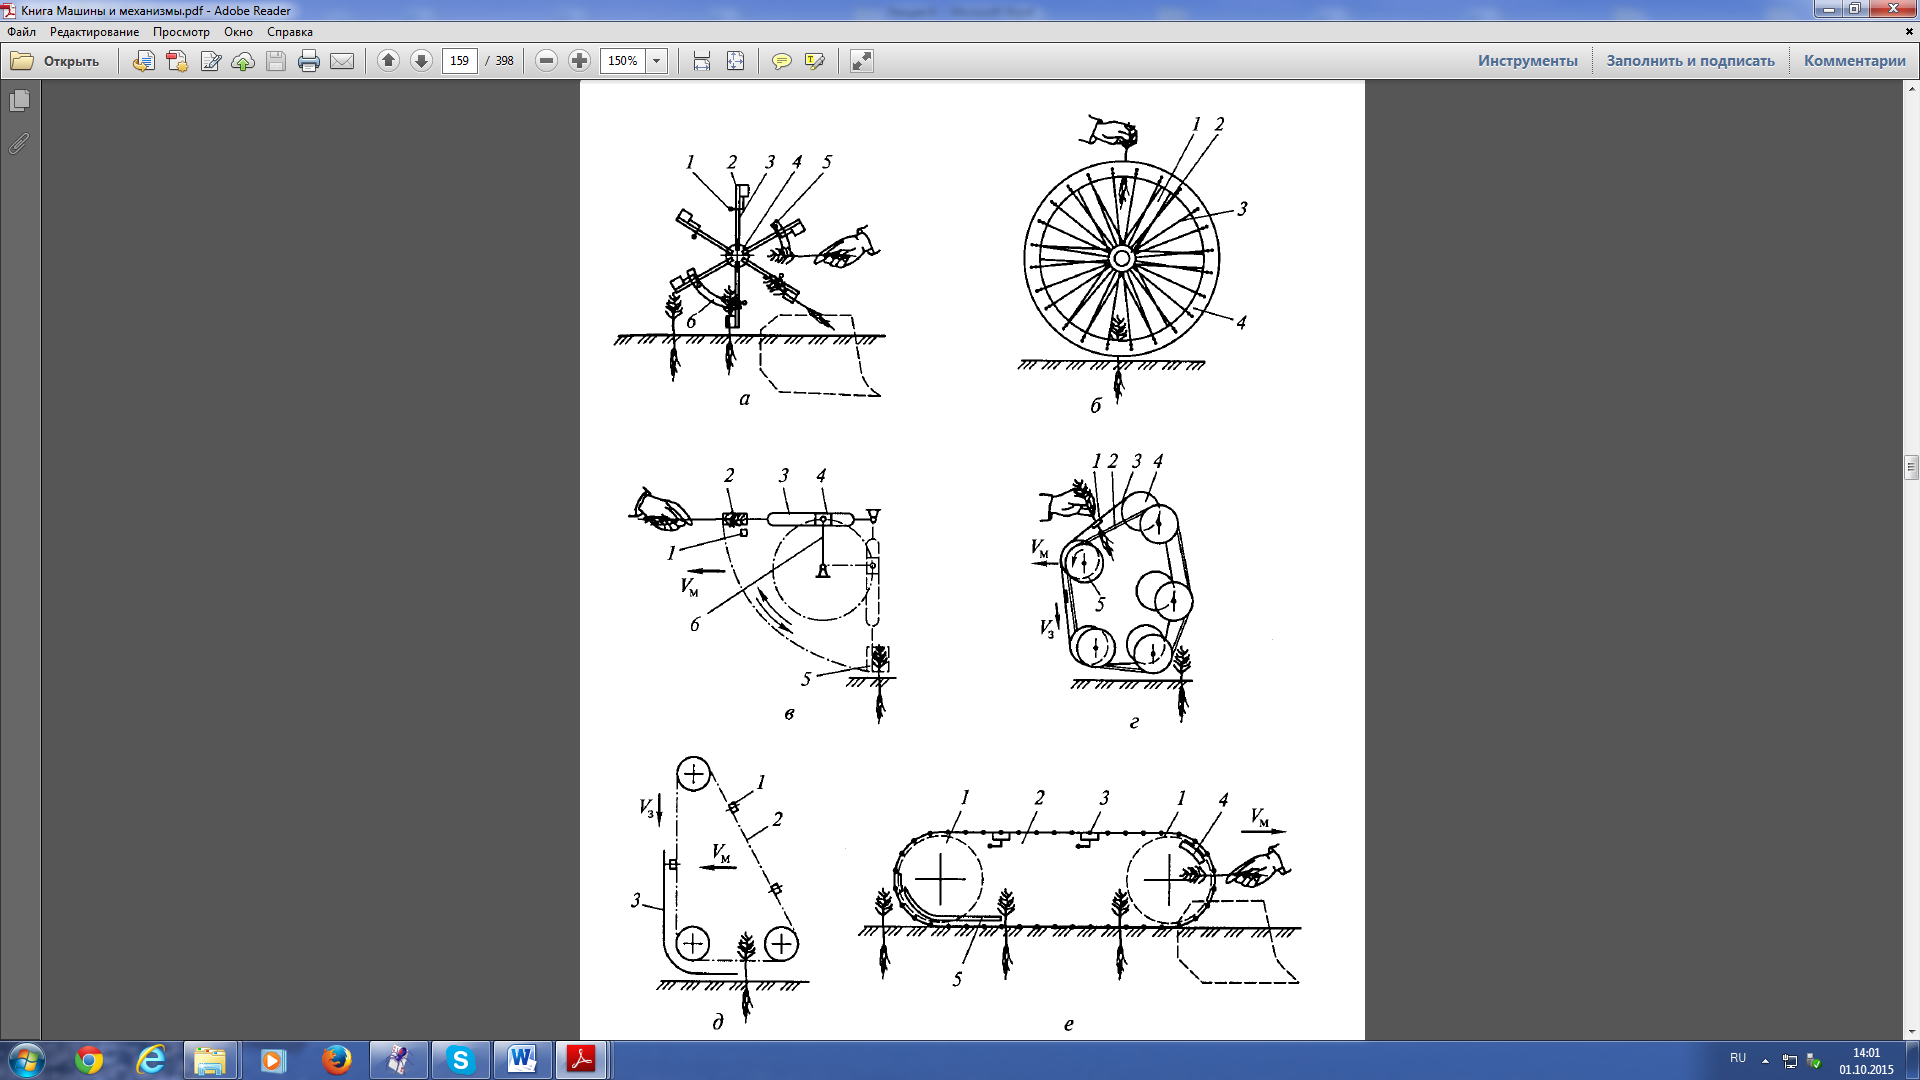 Книга Машины и механизмы.pdf - Adobe Reader
Файл Редактирование Просмотр Окно Справка
Открыть 159 / 398 150% Инструменты Заполнить и подписать Комментарии
1 2 3 4 5
6
а
1 2
3
4
б
2 3 4
1
Vм
6
5
в
1 2 3 4
Vм
5
Vз
г
1
Vз
2
Vм
3
д
1 2 3 1 4
Vм
5
е
RU
14:01
01.10.2015